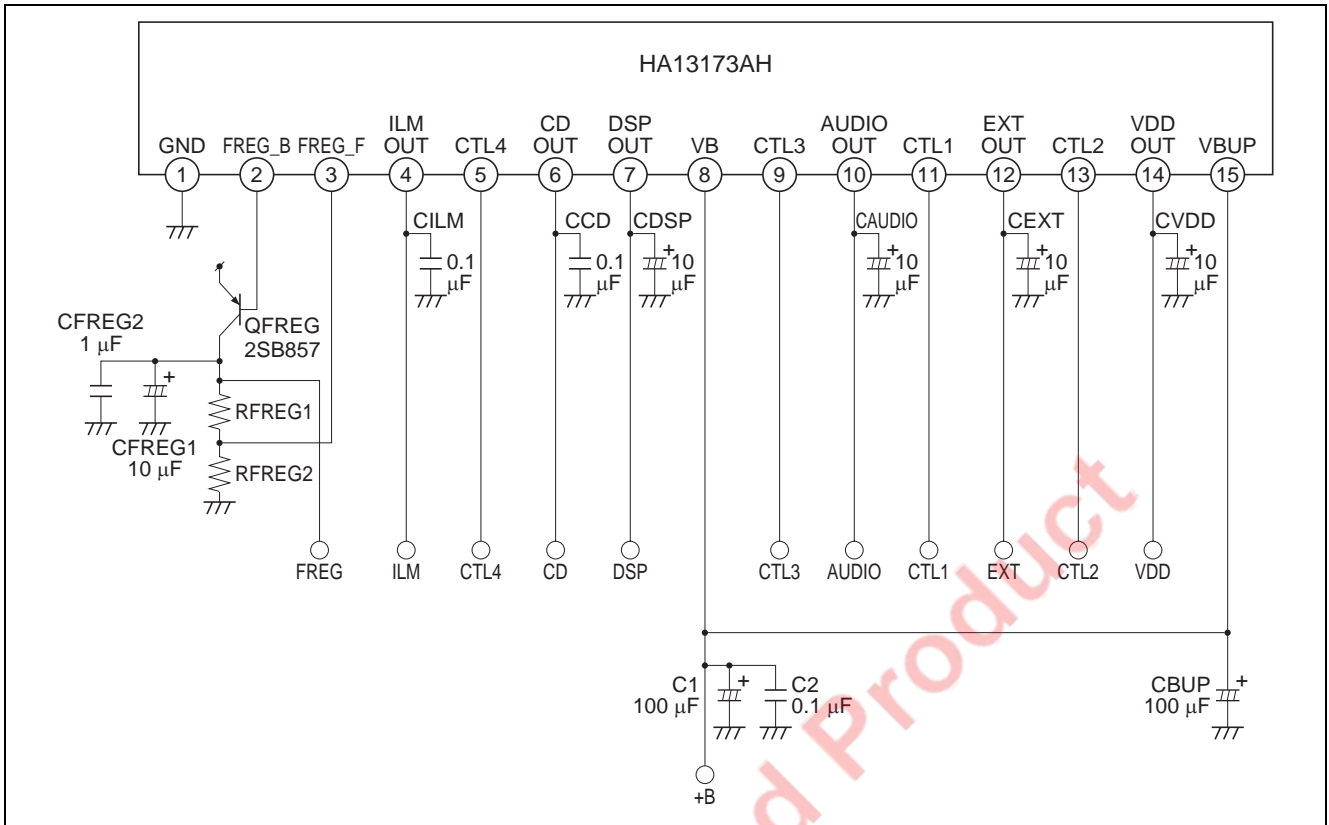 HA13173AH
GND FREG_B FREG_F ILM OUT CTL4 CD OUT DSP OUT VB CTL3 AUDIO OUT CTL1 EXT OUT CTL2 VDD OUT VBUP
1 2 3 4 5 6 7 8 9 10 11 12 13 14 15
CILM
0.1
μF
CCD
0.1
μF
CDSP
+
10
μF
CAUDIO
+
10
μF
CEXT
+
10
μF
CVDD
+
10
μF
QFREG
2SB857
CFREG2
1 μF
+
CFREG1
10 μF
RFREG1
RFREG2
FREG ILM CTL4 CD DSP CTL3 AUDIO CTL1 EXT CTL2 VDD
C1
100 μF
+
C2
0.1 μF
CBUP
100 μF
+
+B
d Product